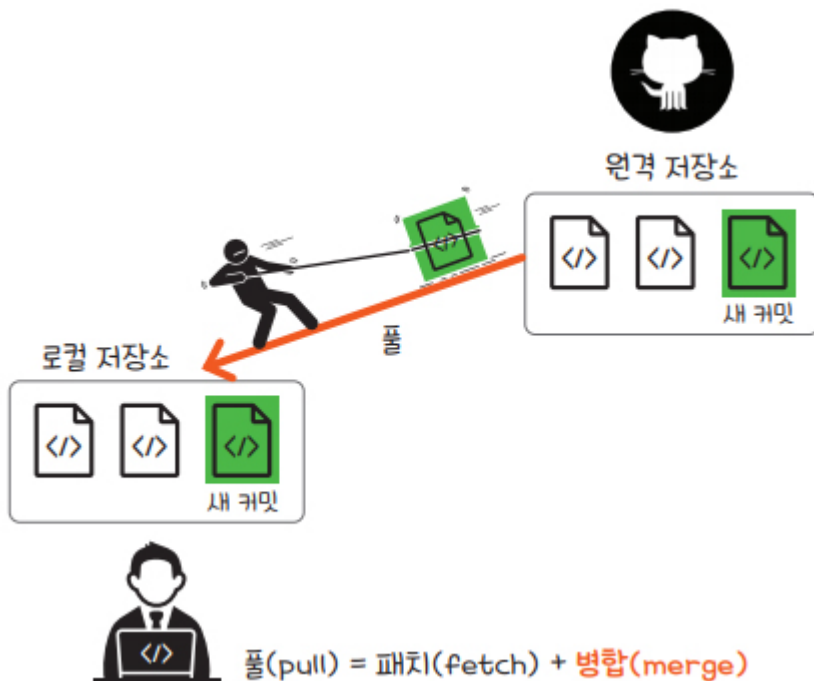 원격 저장소
</>
</>
</>
새 커밋
</>
풀
로컬 저장소
</>
</>
</>
새 커밋
</>
풀(pull) = 패치(fetch) + 병합(merge)